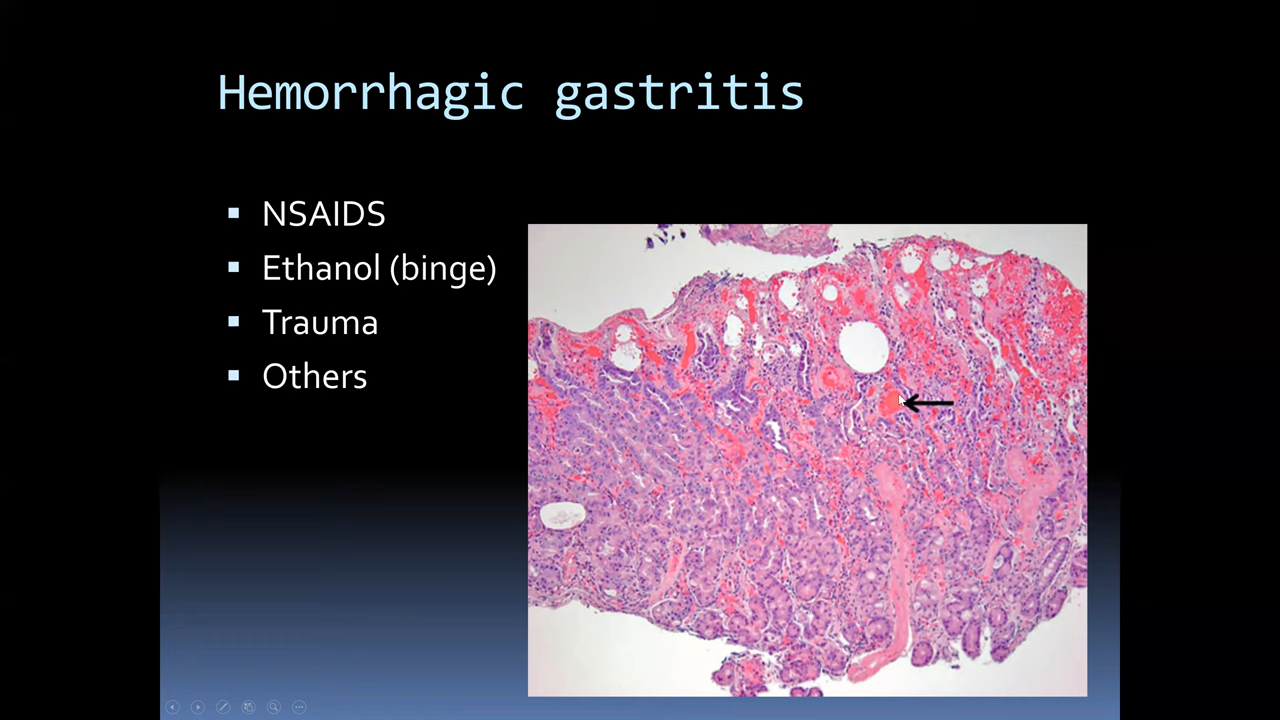 Hemorrhagic gastritis
NSAIDS
Ethanol (binge)
Trauma
Others